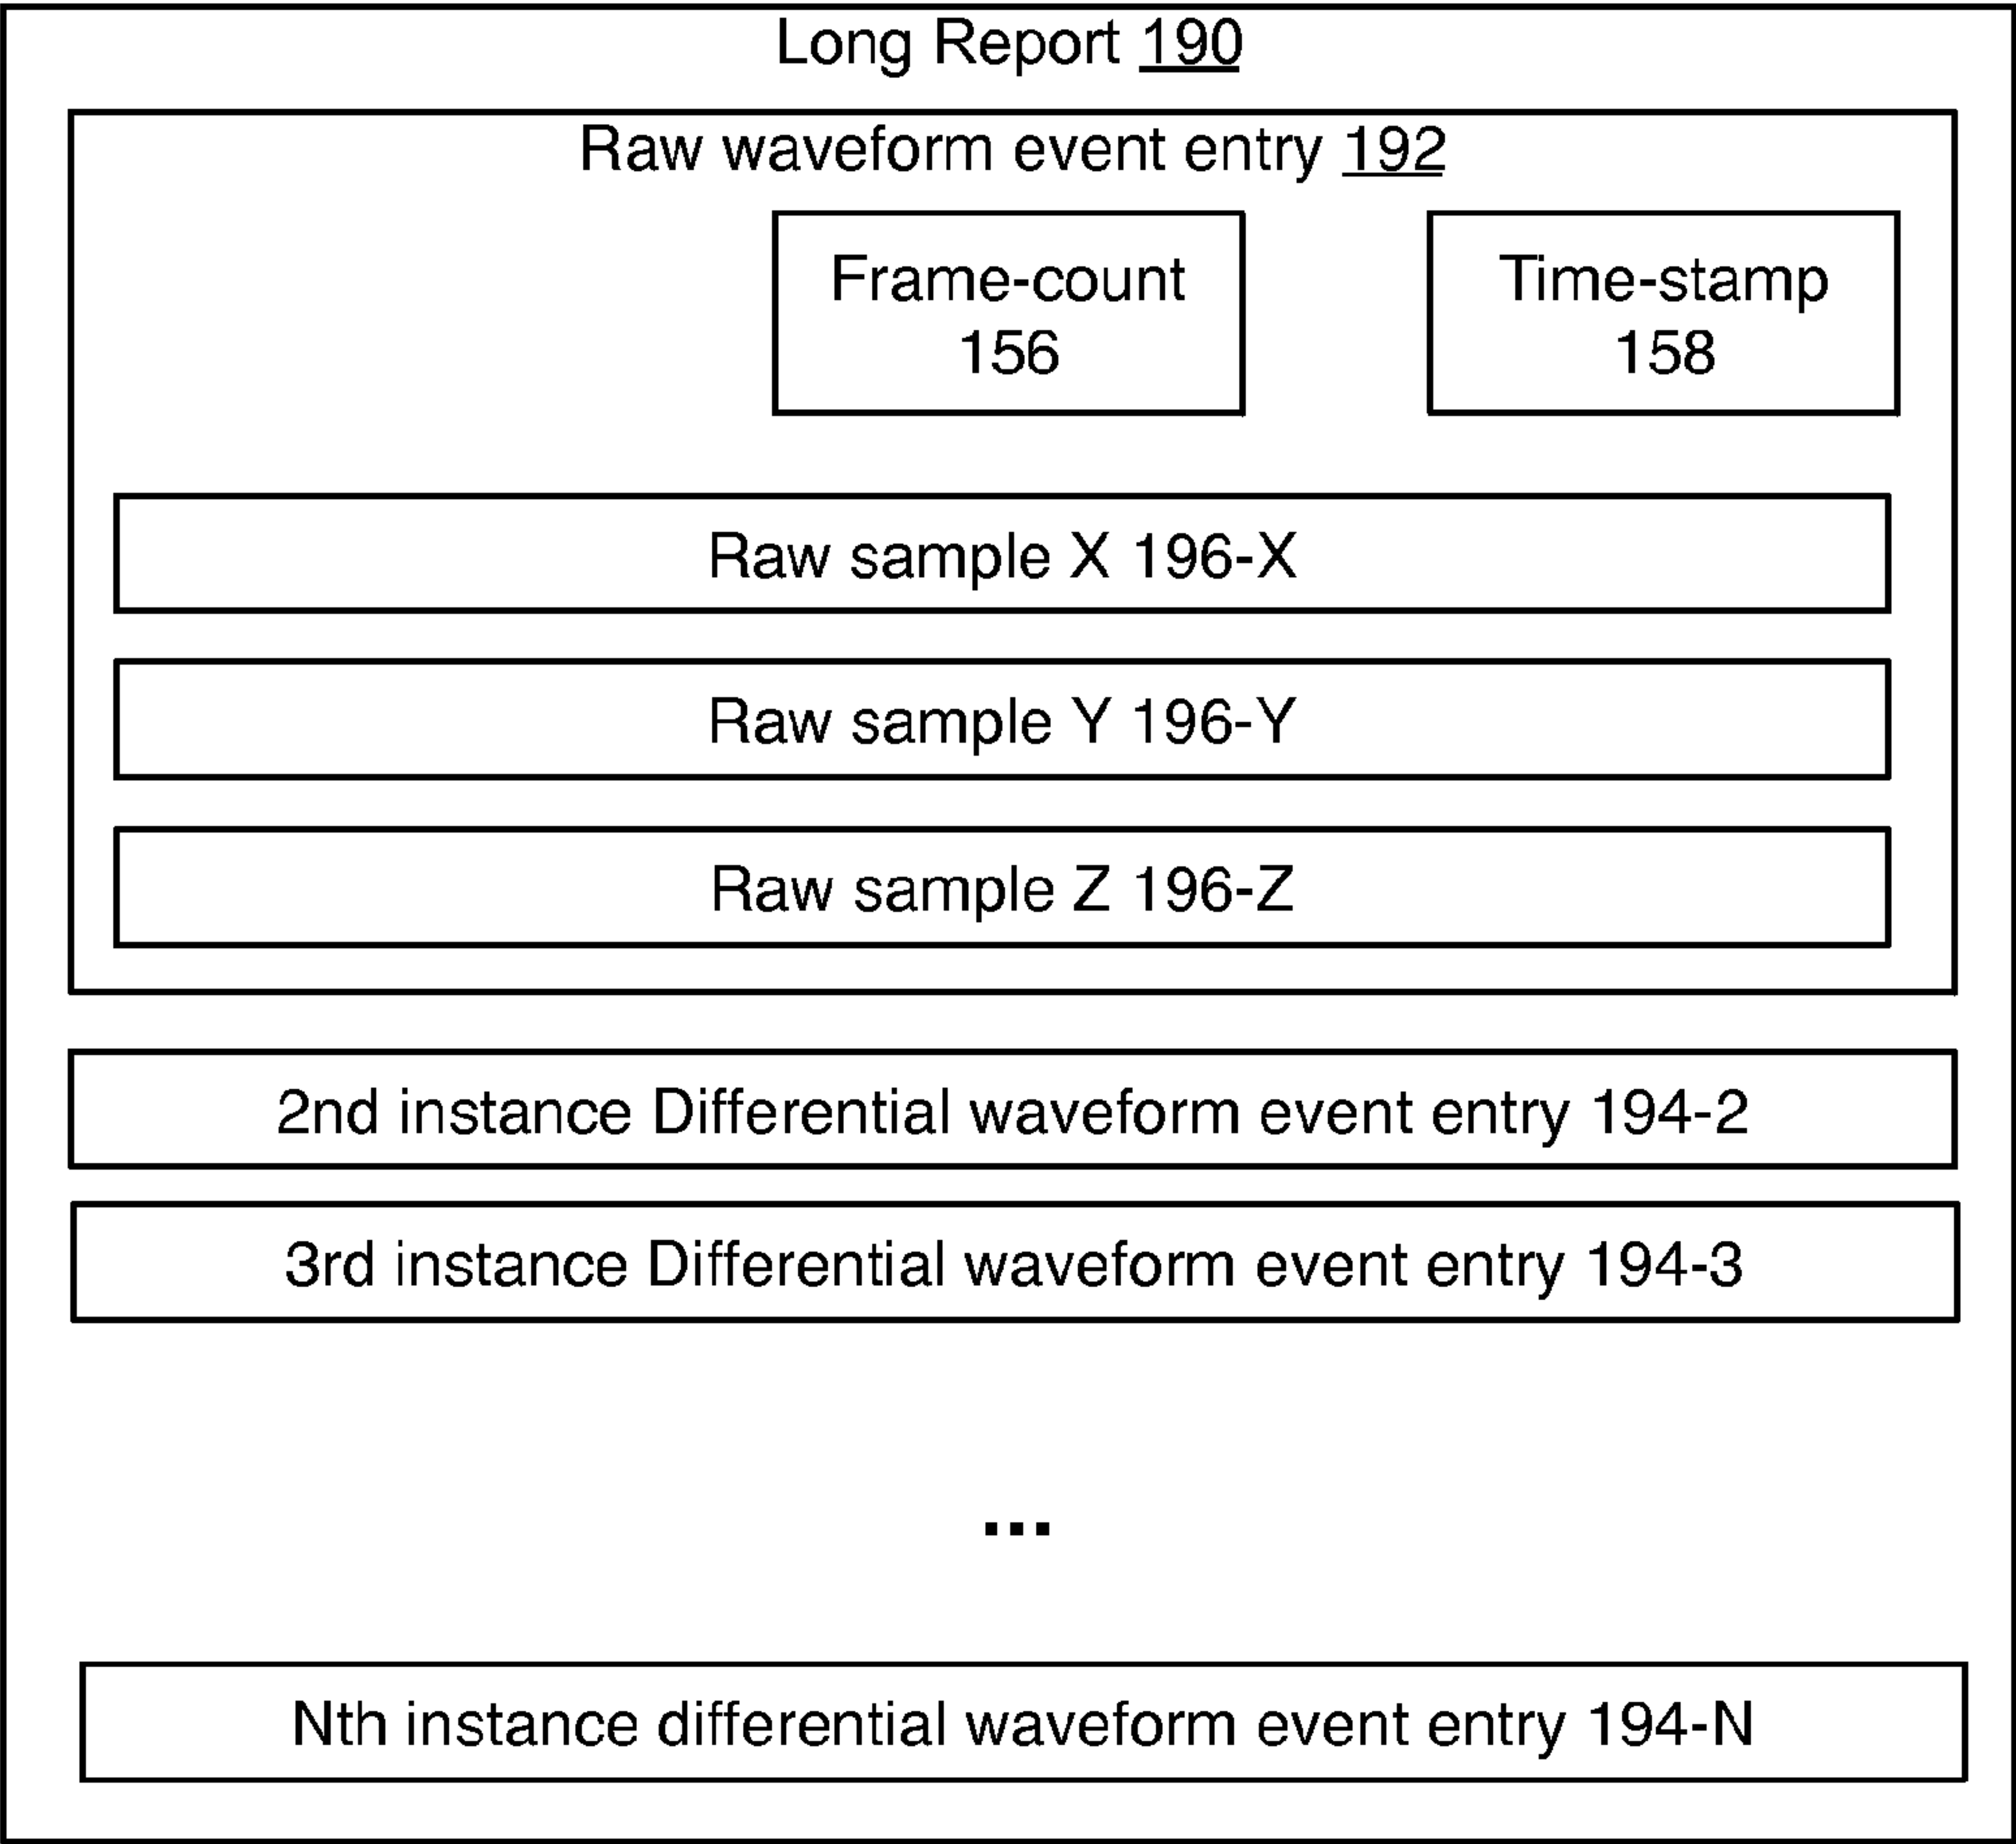 Long Report 190
Raw waveform event entry 192
Frame-count
156
Time-stamp
158
Raw sample X 196-X
Raw sample Y 196-Y
Raw sample Z 196-Z
2nd instance Differential waveform event entry 194-2
3rd instance Differential waveform event entry 194-3
...
Nth instance differential waveform event entry 194-N